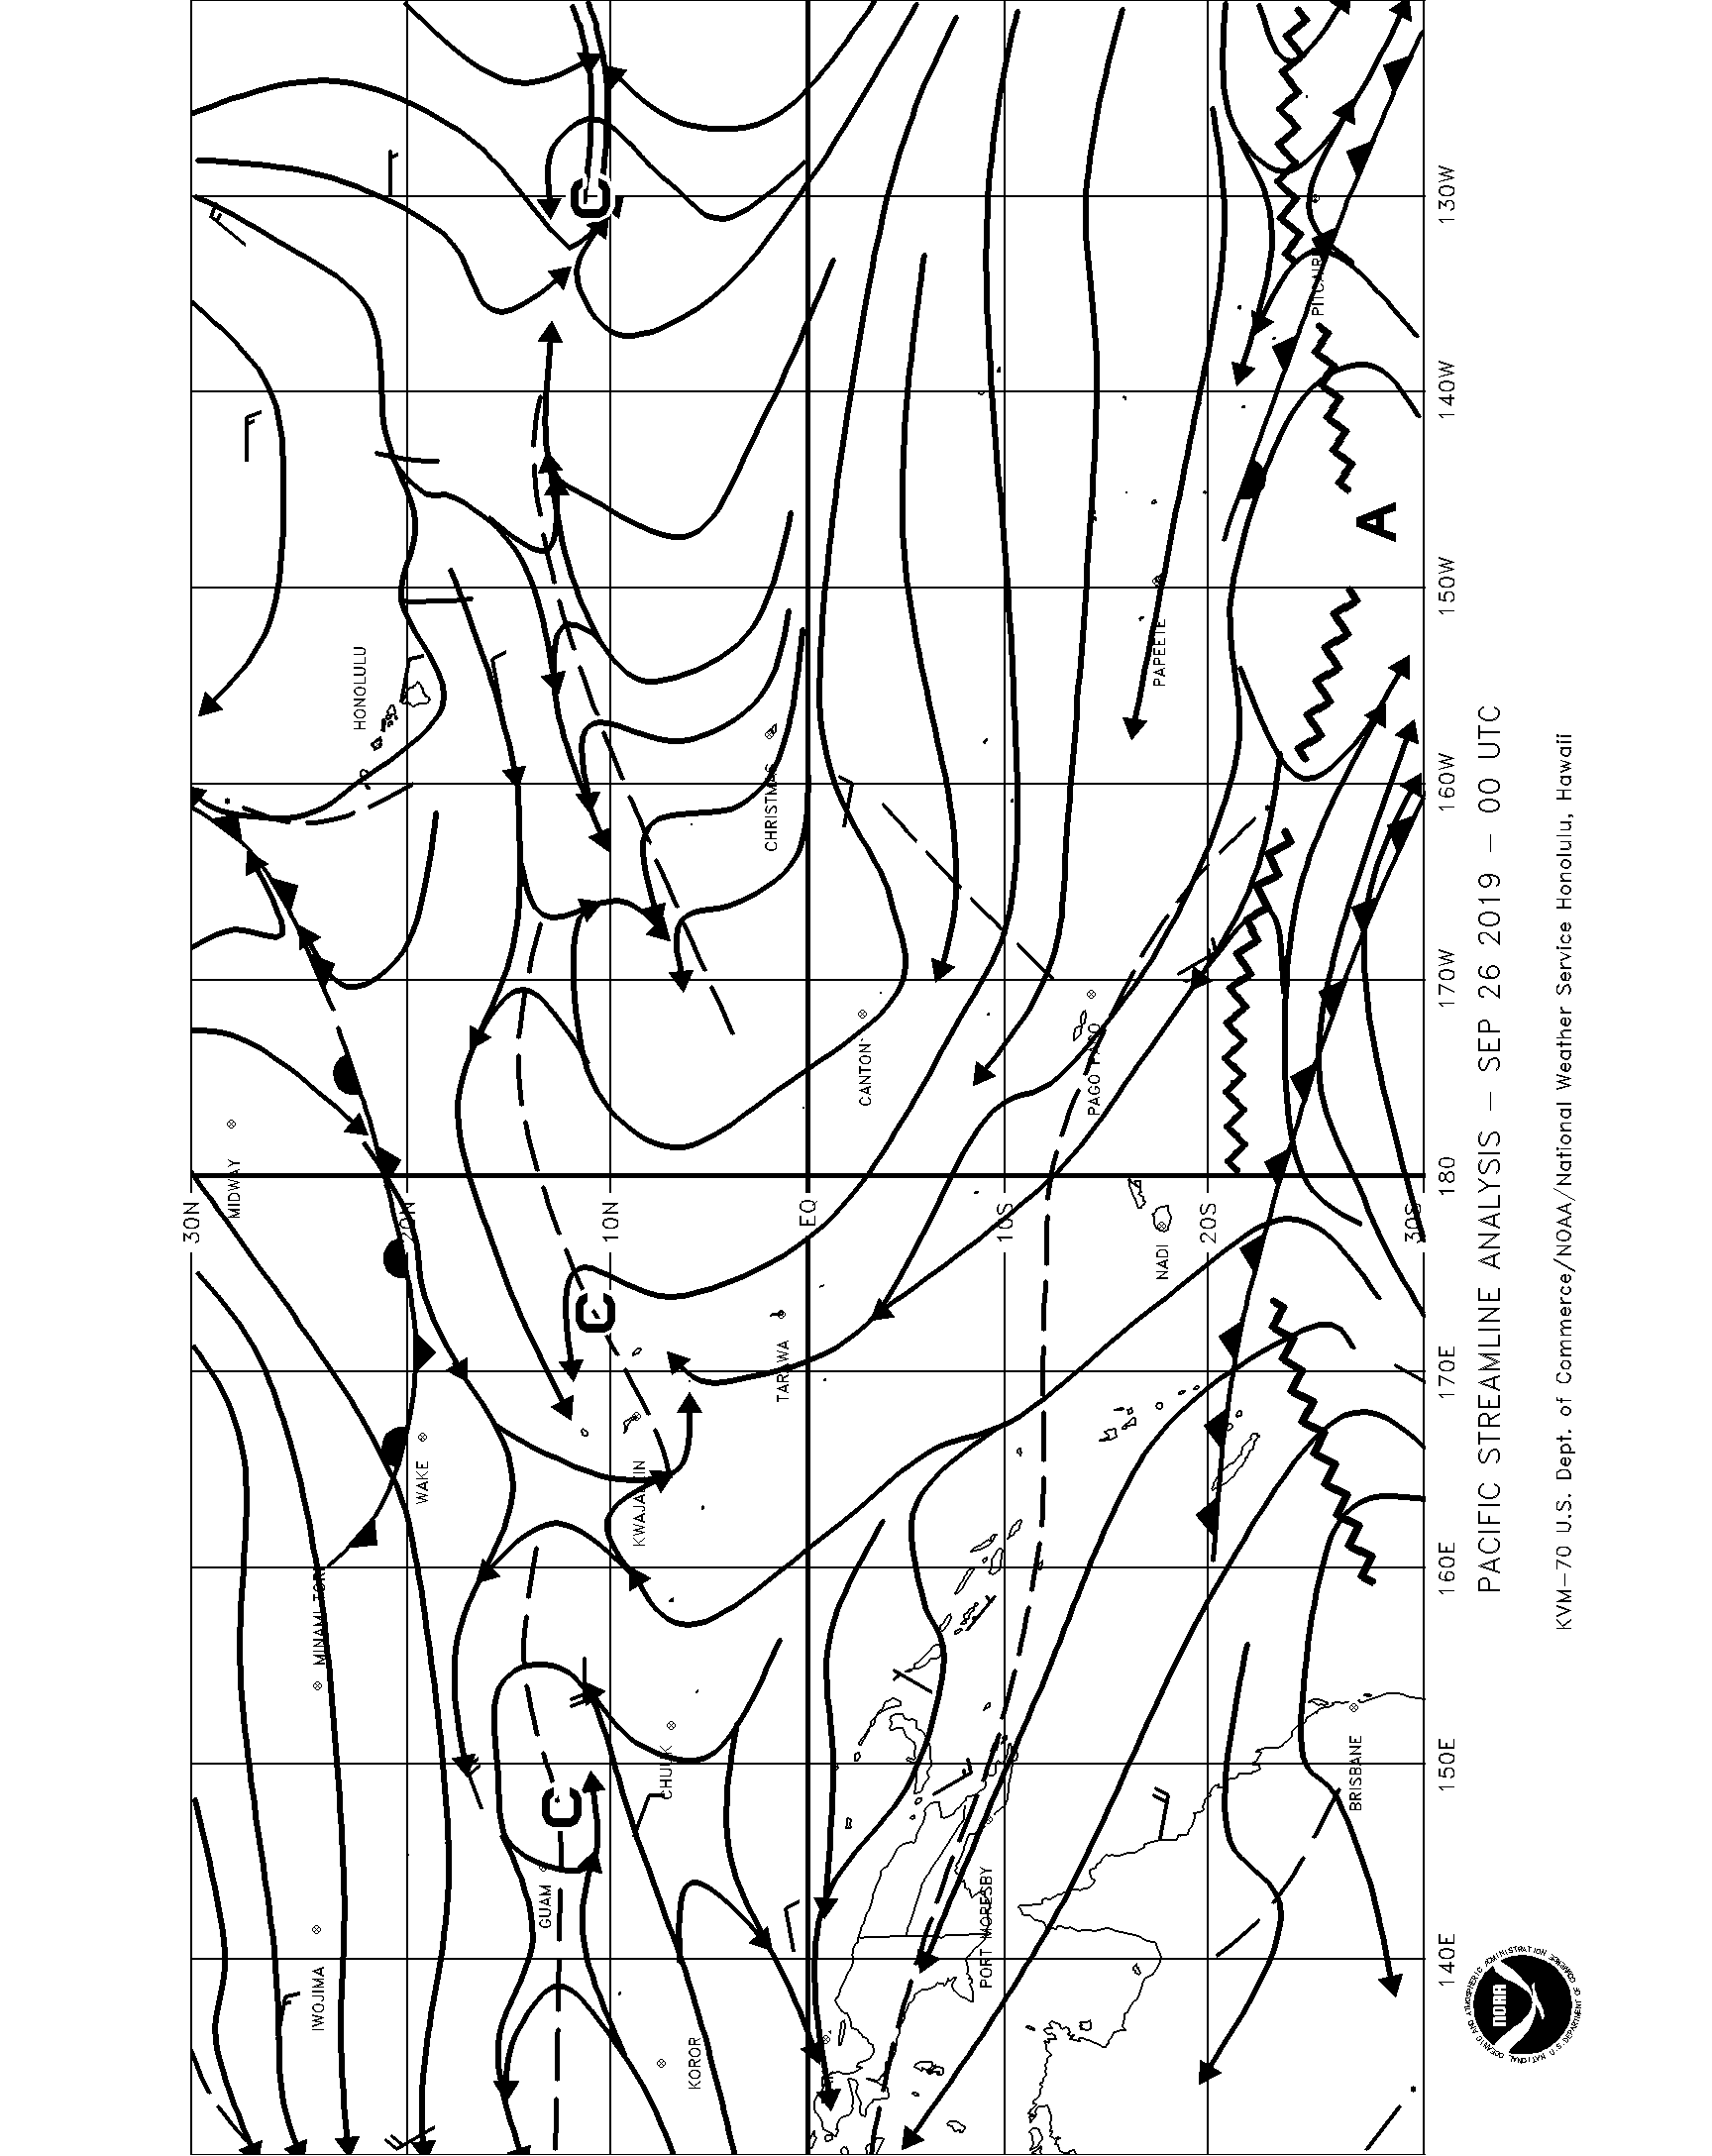 30N
20N
10N
EQ
10S
20S
30S
140E
150E
160E
170E
180
170W
160W
150W
140W
130W
IWOJIMA
MINAMI TORI
MIDWAY
WAKE
HONOLULU
GUAM
KOROR
CHUUK
KWAJALEIN
TARAWA
CHRISTMAS
CANTON
PORT MORESBY
PAGO PAGO
NADI
PAPEETE
BRISBANE
C
C
C
A
PACIFIC STREAMLINE ANALYSIS – SEP 26 2019 – 00 UTC
KVM–70 U.S. Dept. of Commerce/NOAA/National Weather Service Honolulu, Hawaii
NOAA
NATIONAL OCEANIC AND ATMOSPHERIC ADMINISTRATION
U.S. DEPARTMENT OF COMMERCE